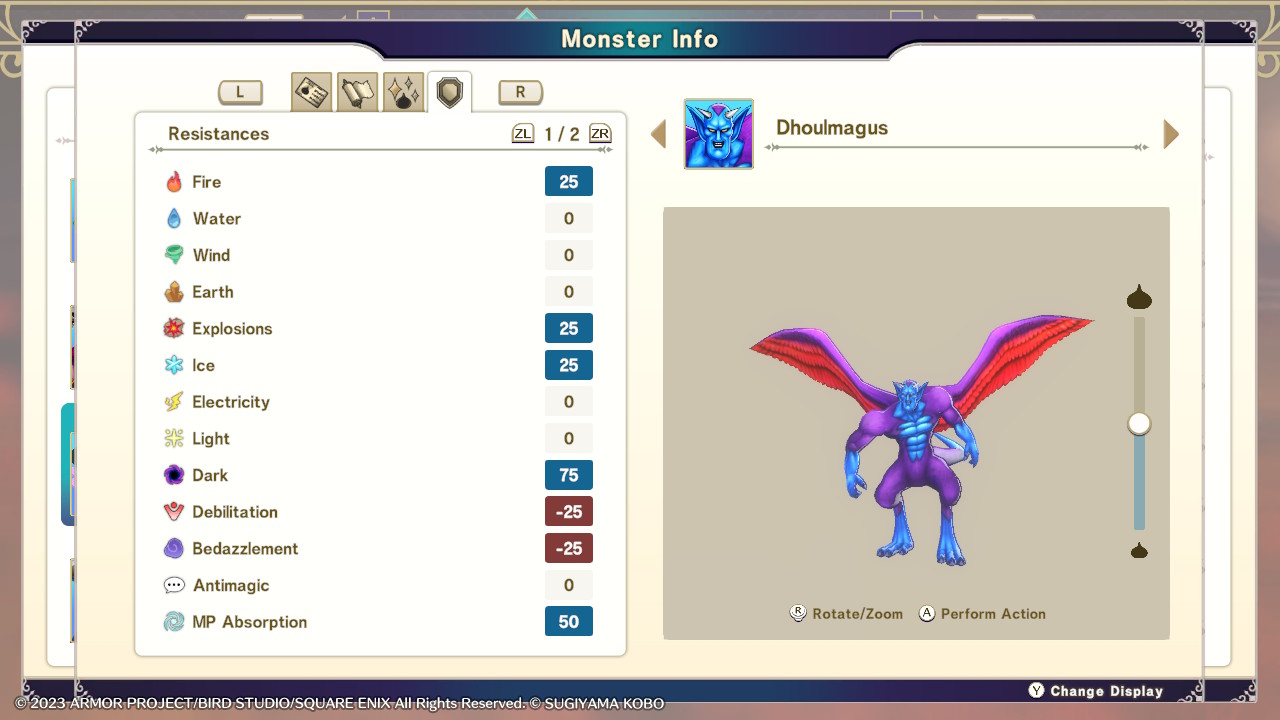 Monster Info
L
R
Resistances
ZL 1 / 2 ZR
Fire 25
Water 0
Wind 0
Earth 0
Explosions 25
Ice 25
Electricity 0
Light 0
Dark 75
Debilitation -25
Bedazzlement -25
Antimagic 0
MP Absorption 50
Dhoulmagus
R Rotate/Zoom A Perform Action
Y Change Display
© 2023 ARMOR PROJECT/BIRD STUDIO/SQUARE ENIX All Rights Reserved. © SUGIYAMA KOBO